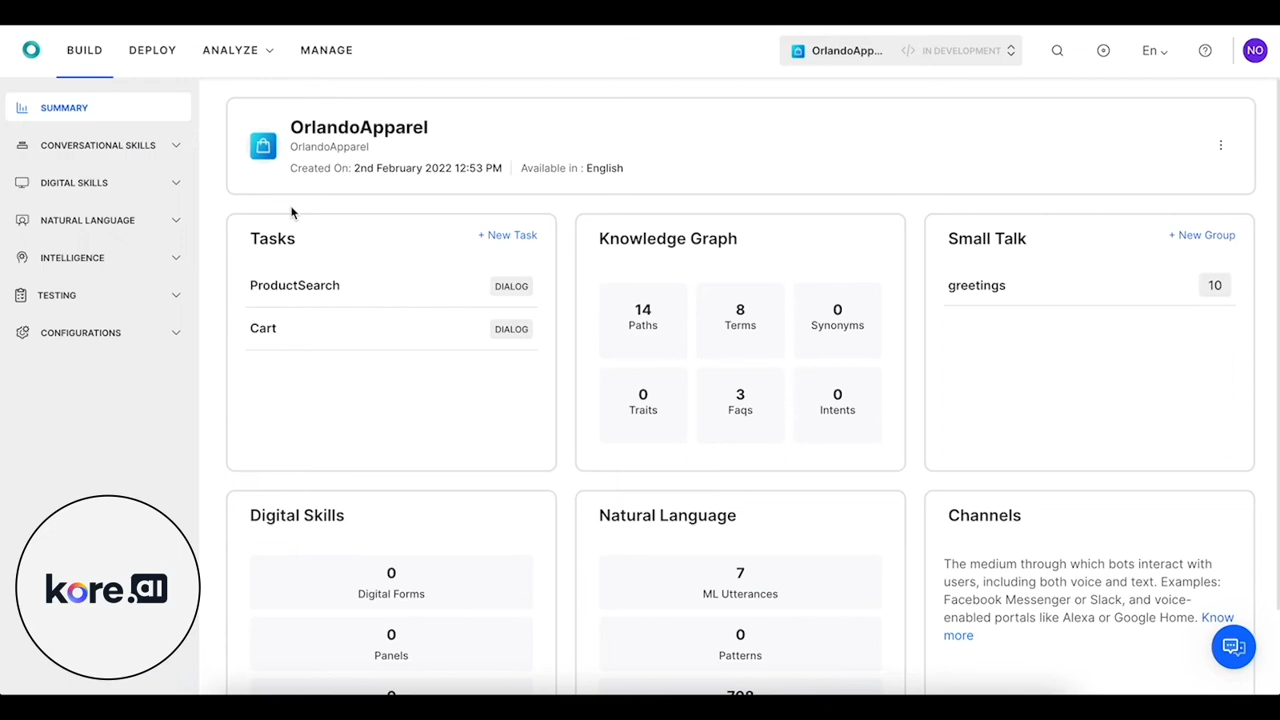 BUILD
DEPLOY
ANALYZE
MANAGE
OrlandoApp...
</> IN DEVELOPMENT
En
NO
SUMMARY
CONVERSATIONAL SKILLS
DIGITAL SKILLS
NATURAL LANGUAGE
INTELLIGENCE
TESTING
CONFIGURATIONS
kore.ai
OrlandoApparel
OrlandoApparel
Created On: 2nd February 2022 12:53 PM
Available in : English
Tasks
+ New Task
ProductSearch
DIALOG
Cart
DIALOG
Knowledge Graph
14
Paths
8
Terms
0
Synonyms
0
Traits
3
Faqs
0
Intents
Small Talk
+ New Group
greetings
10
Digital Skills
0
Digital Forms
0
Panels
Natural Language
7
ML Utterances
0
Patterns
Channels
The medium through which bots interact with
users, including both voice and text. Examples:
Facebook Messenger or Slack, and voice-
enabled portals like Alexa or Google Home. Know
more